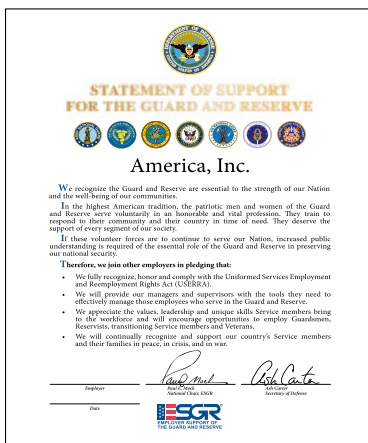 DEPARTMENT OF DEFENSE
UNITED STATES OF AMERICA
STATEMENT OF SUPPORT
FOR THE GUARD AND RESERVE
America, Inc.
We recognize the Guard and Reserve are essential to the strength of our Nation
and the well-being of our communities.
In the highest American tradition, the patriotic men and women of the Guard
and Reserve serve voluntarily in an honorable and vital profession. They train to
respond to their community and their country in time of need. They deserve the
support of every segment of our society.
If these volunteer forces are to continue to serve our Nation, increased public
understanding is required of the essential role of the Guard and Reserve in preserving
our national security.
Therefore, we join other employers in pledging that:
• We fully recognize, honor and comply with the Uniformed Services Employment
and Reemployment Rights Act (USERRA).
• We will provide our managers and supervisors with the tools they need to
effectively manage those employees who serve in the Guard and Reserve.
• We appreciate the values, leadership and unique skills Service members bring
to the workforce and will encourage opportunities to employ Guardsmen,
Reservists, transitioning Service members and Veterans.
• We will continually recognize and support our country's Service members
and their families in peace, in crisis, and in war.
Paul E. Mock
Ash Carter
Employer
Paul E. Mock
National Chair, ESGR
Ash Carter
Secretary of Defense
Date
ESGR
EMPLOYER SUPPORT OF
THE GUARD AND RESERVE